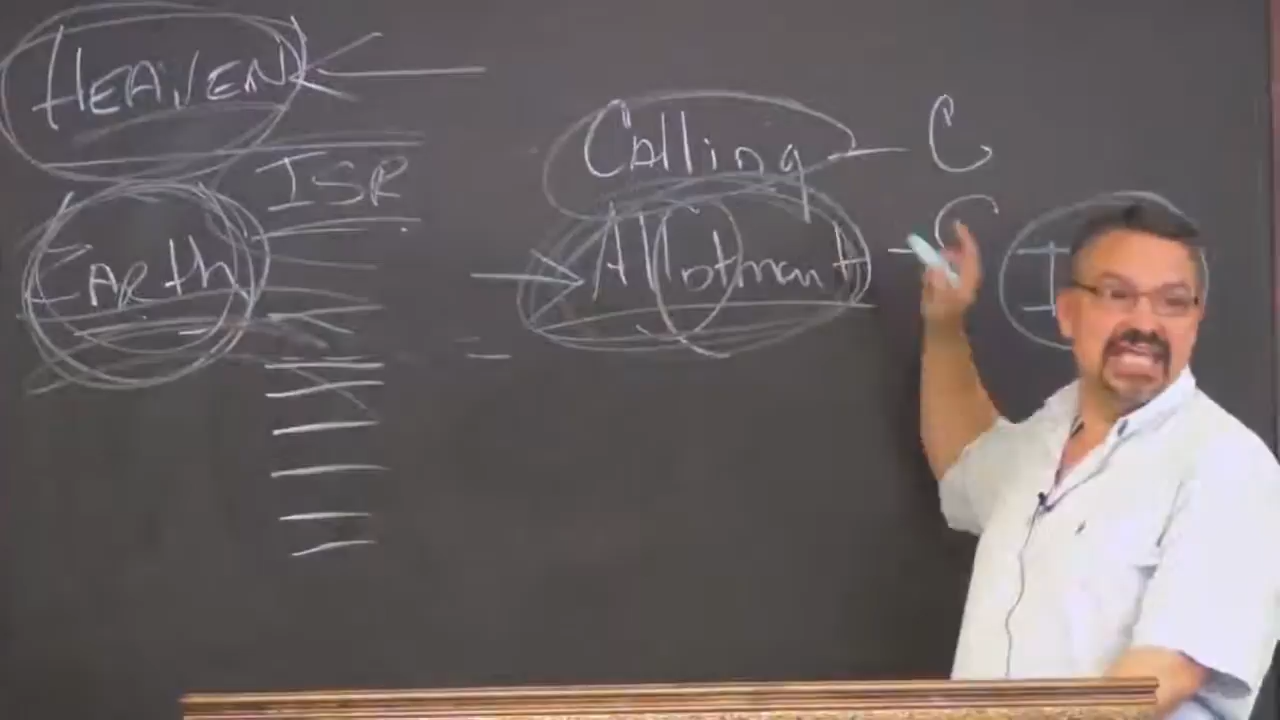 HEAVEN
EARth
ISR
Calling - C
Allotment - C
I